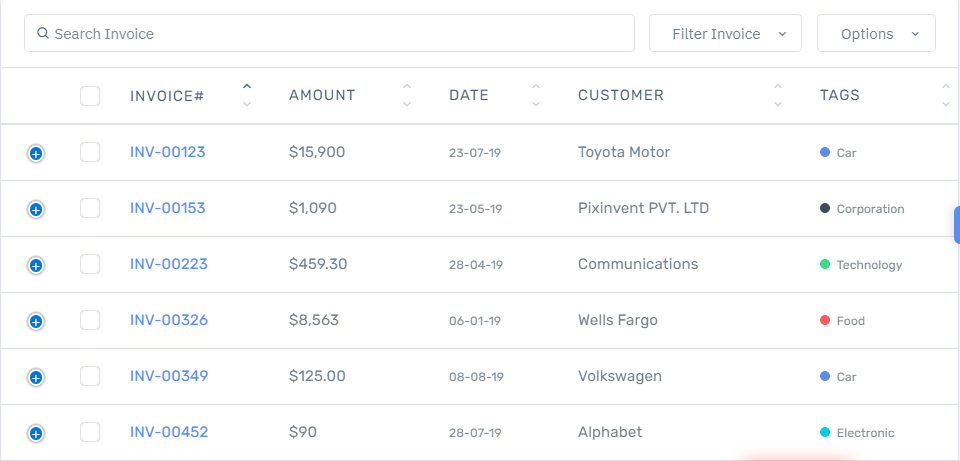 Search Invoice Filter Invoice Options
INVOICE# AMOUNT DATE CUSTOMER TAGS
INV-00123 $15,900 23-07-19 Toyota Motor Car
INV-00153 $1,090 23-05-19 Pixinvent PVT. LTD Corporation
INV-00223 $459.30 28-04-19 Communications Technology
INV-00326 $8,563 06-01-19 Wells Fargo Food
INV-00349 $125.00 08-08-19 Volkswagen Car
INV-00452 $90 28-07-19 Alphabet Electronic